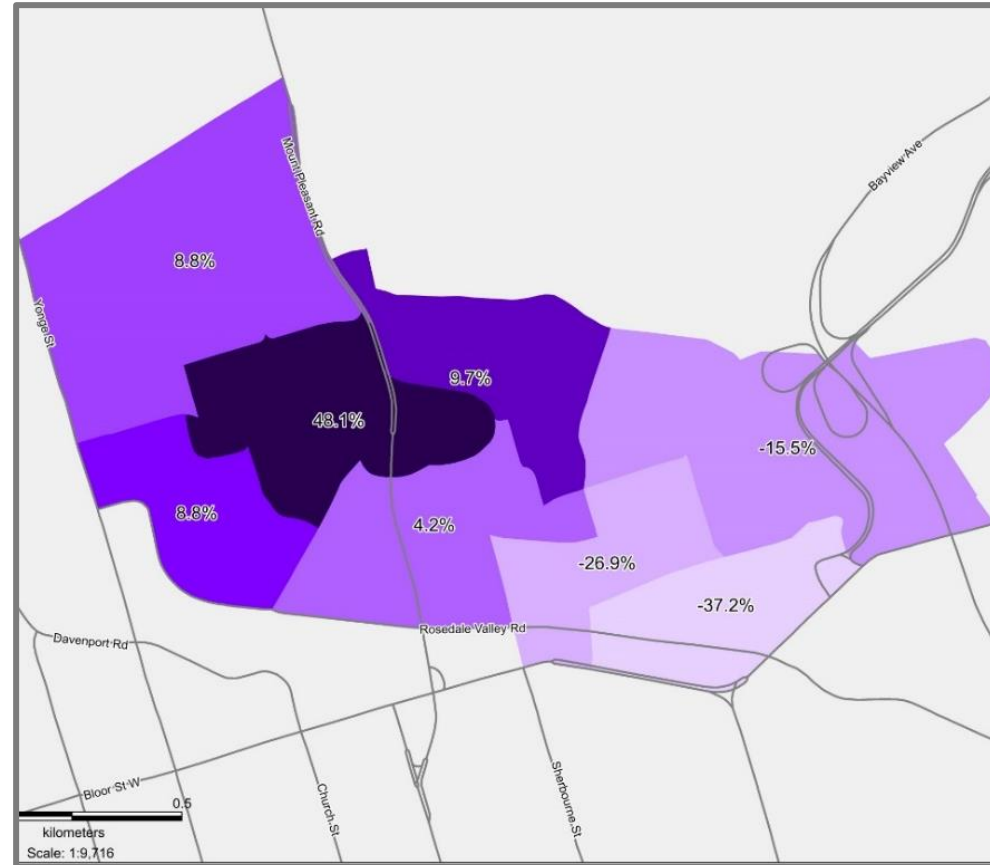 Mount Pleasant Rd
Bayview Ave
8.8%
Yonge St
9.7%
48.1%
-15.5%
8.8%
4.2%
-26.9%
-37.2%
Rosedale Valley Rd
Davenport Rd
Bloor St W
Church St
Sherbourne St
0.5
kilometers
Scale: 1:9,716